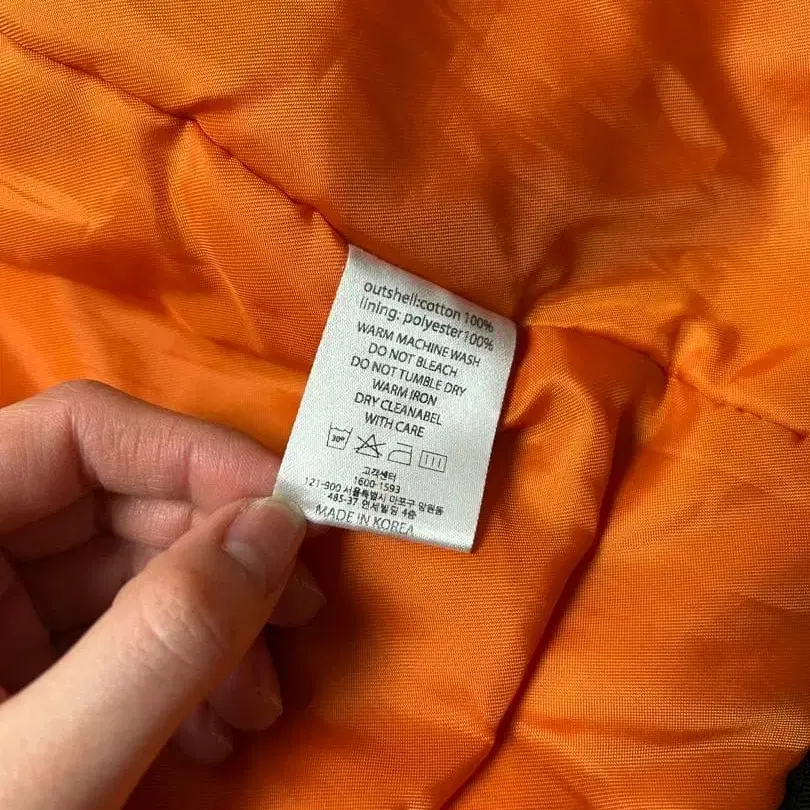 outshell:cotton 100%
lining: polyester100%
WARM MACHINE WASH
DO NOT BLEACH
DO NOT TUMBLE DRY
WARM IRON
DRY CLEANABEL
WITH CARE
30°
고객센터
1600-1593
121-900 서울특별시 마포구 망원동
485-37 연세빌딩 4층
MADE IN KOREA